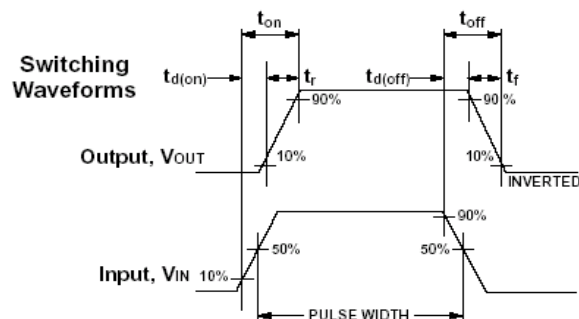 ton
toff
Switching
Waveforms
td(on)
tr
td(off)
tf
90%
90%
Output, VOUT
10%
10%
INVERTED
90%
50%
50%
Input, VIN
10%
PULSE WIDTH